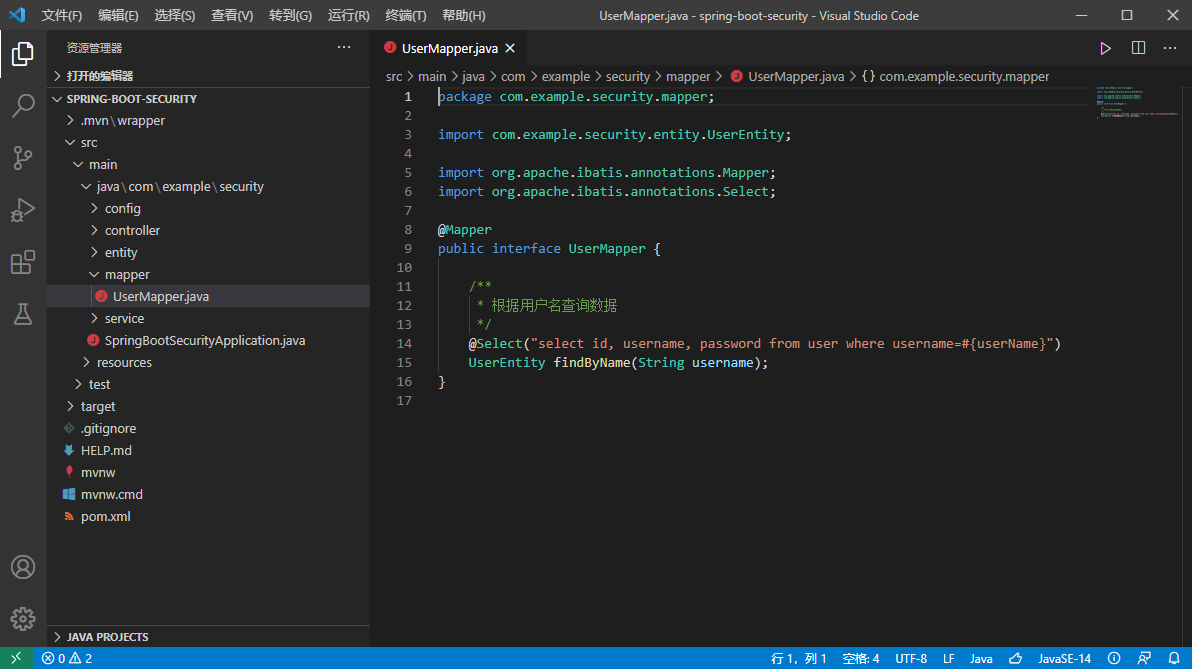 文件(F) 编辑(E) 选择(S) 查看(V) 转到(G) 运行(R) 终端(T) 帮助(H) UserMapper.java - spring-boot-security - Visual Studio Code
资源管理器
打开的编辑器
SPRING-BOOT-SECURITY
.mvn\wrapper
src
main
java\com\example\security
config
controller
entity
mapper
UserMapper.java
service
SpringBootSecurityApplication.java
resources
test
target
.gitignore
HELP.md
mvnw
mvnw.cmd
pom.xml
JAVA PROJECTS
UserMapper.java
src > main > java > com > example > security > mapper > UserMapper.java > {} com.example.security.mapper
1 package com.example.security.mapper;
2
3 import com.example.security.entity.UserEntity;
4
5 import org.apache.ibatis.annotations.Mapper;
6 import org.apache.ibatis.annotations.Select;
7
8 @Mapper
9 public interface UserMapper {
10
11 /**
12 * 根据用户名查询数据
13 */
14 @Select("select id, username, password from user where username=#{userName}")
15 UserEntity findByName(String username);
16 }
17
0 2 行 1，列 1 空格: 4 UTF-8 LF Java JavaSE-14